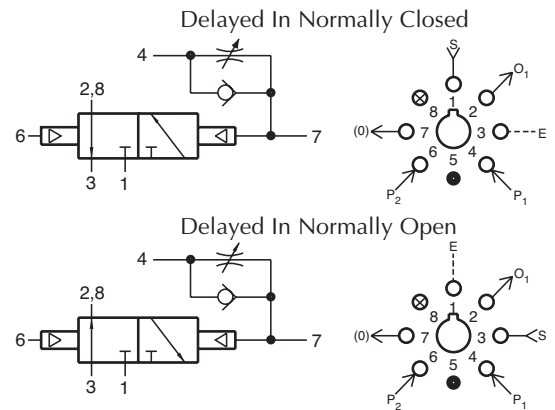 Delayed In Normally Closed
4
2,8
6
7
3 1
S
O1
1
8 2
(0) 7 3 E
6 4
5
P2 P1
Delayed In Normally Open
4
2,8
6
7
3 1
E
O1
1
8 2
(0) 7 3 S
6 4
5
P2 P1